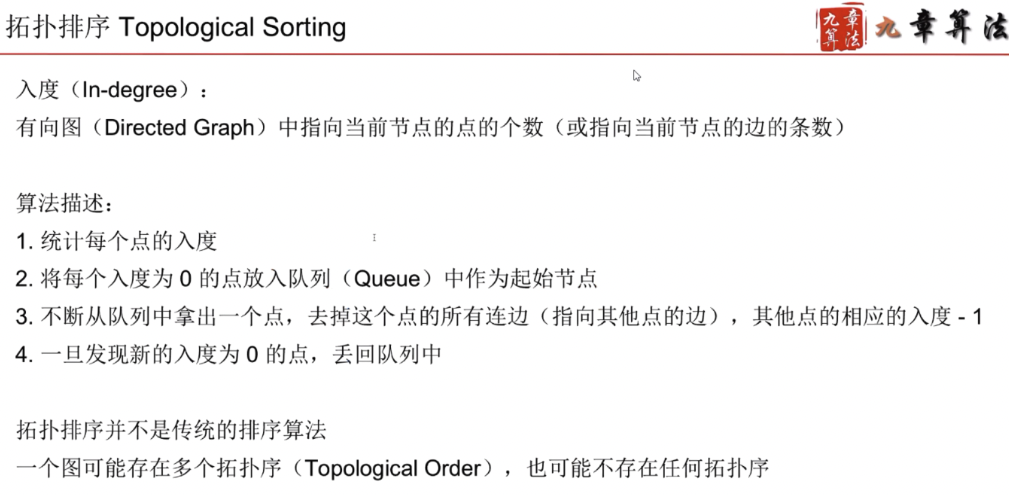 拓扑排序 Topological Sorting
九章算法
九章算法
入度（In-degree）：
有向图（Directed Graph）中指向当前节点的点的个数（或指向当前节点的边的条数）
算法描述：
1. 统计每个点的入度
2. 将每个入度为 0 的点放入队列（Queue）中作为起始节点
3. 不断从队列中拿出一个点，去掉这个点的所有连边（指向其他点的边），其他点的相应的入度 - 1
4. 一旦发现新的入度为 0 的点，丢回队列中
拓扑排序并不是传统的排序算法
一个图可能存在多个拓扑序（Topological Order），也可能不存在任何拓扑序